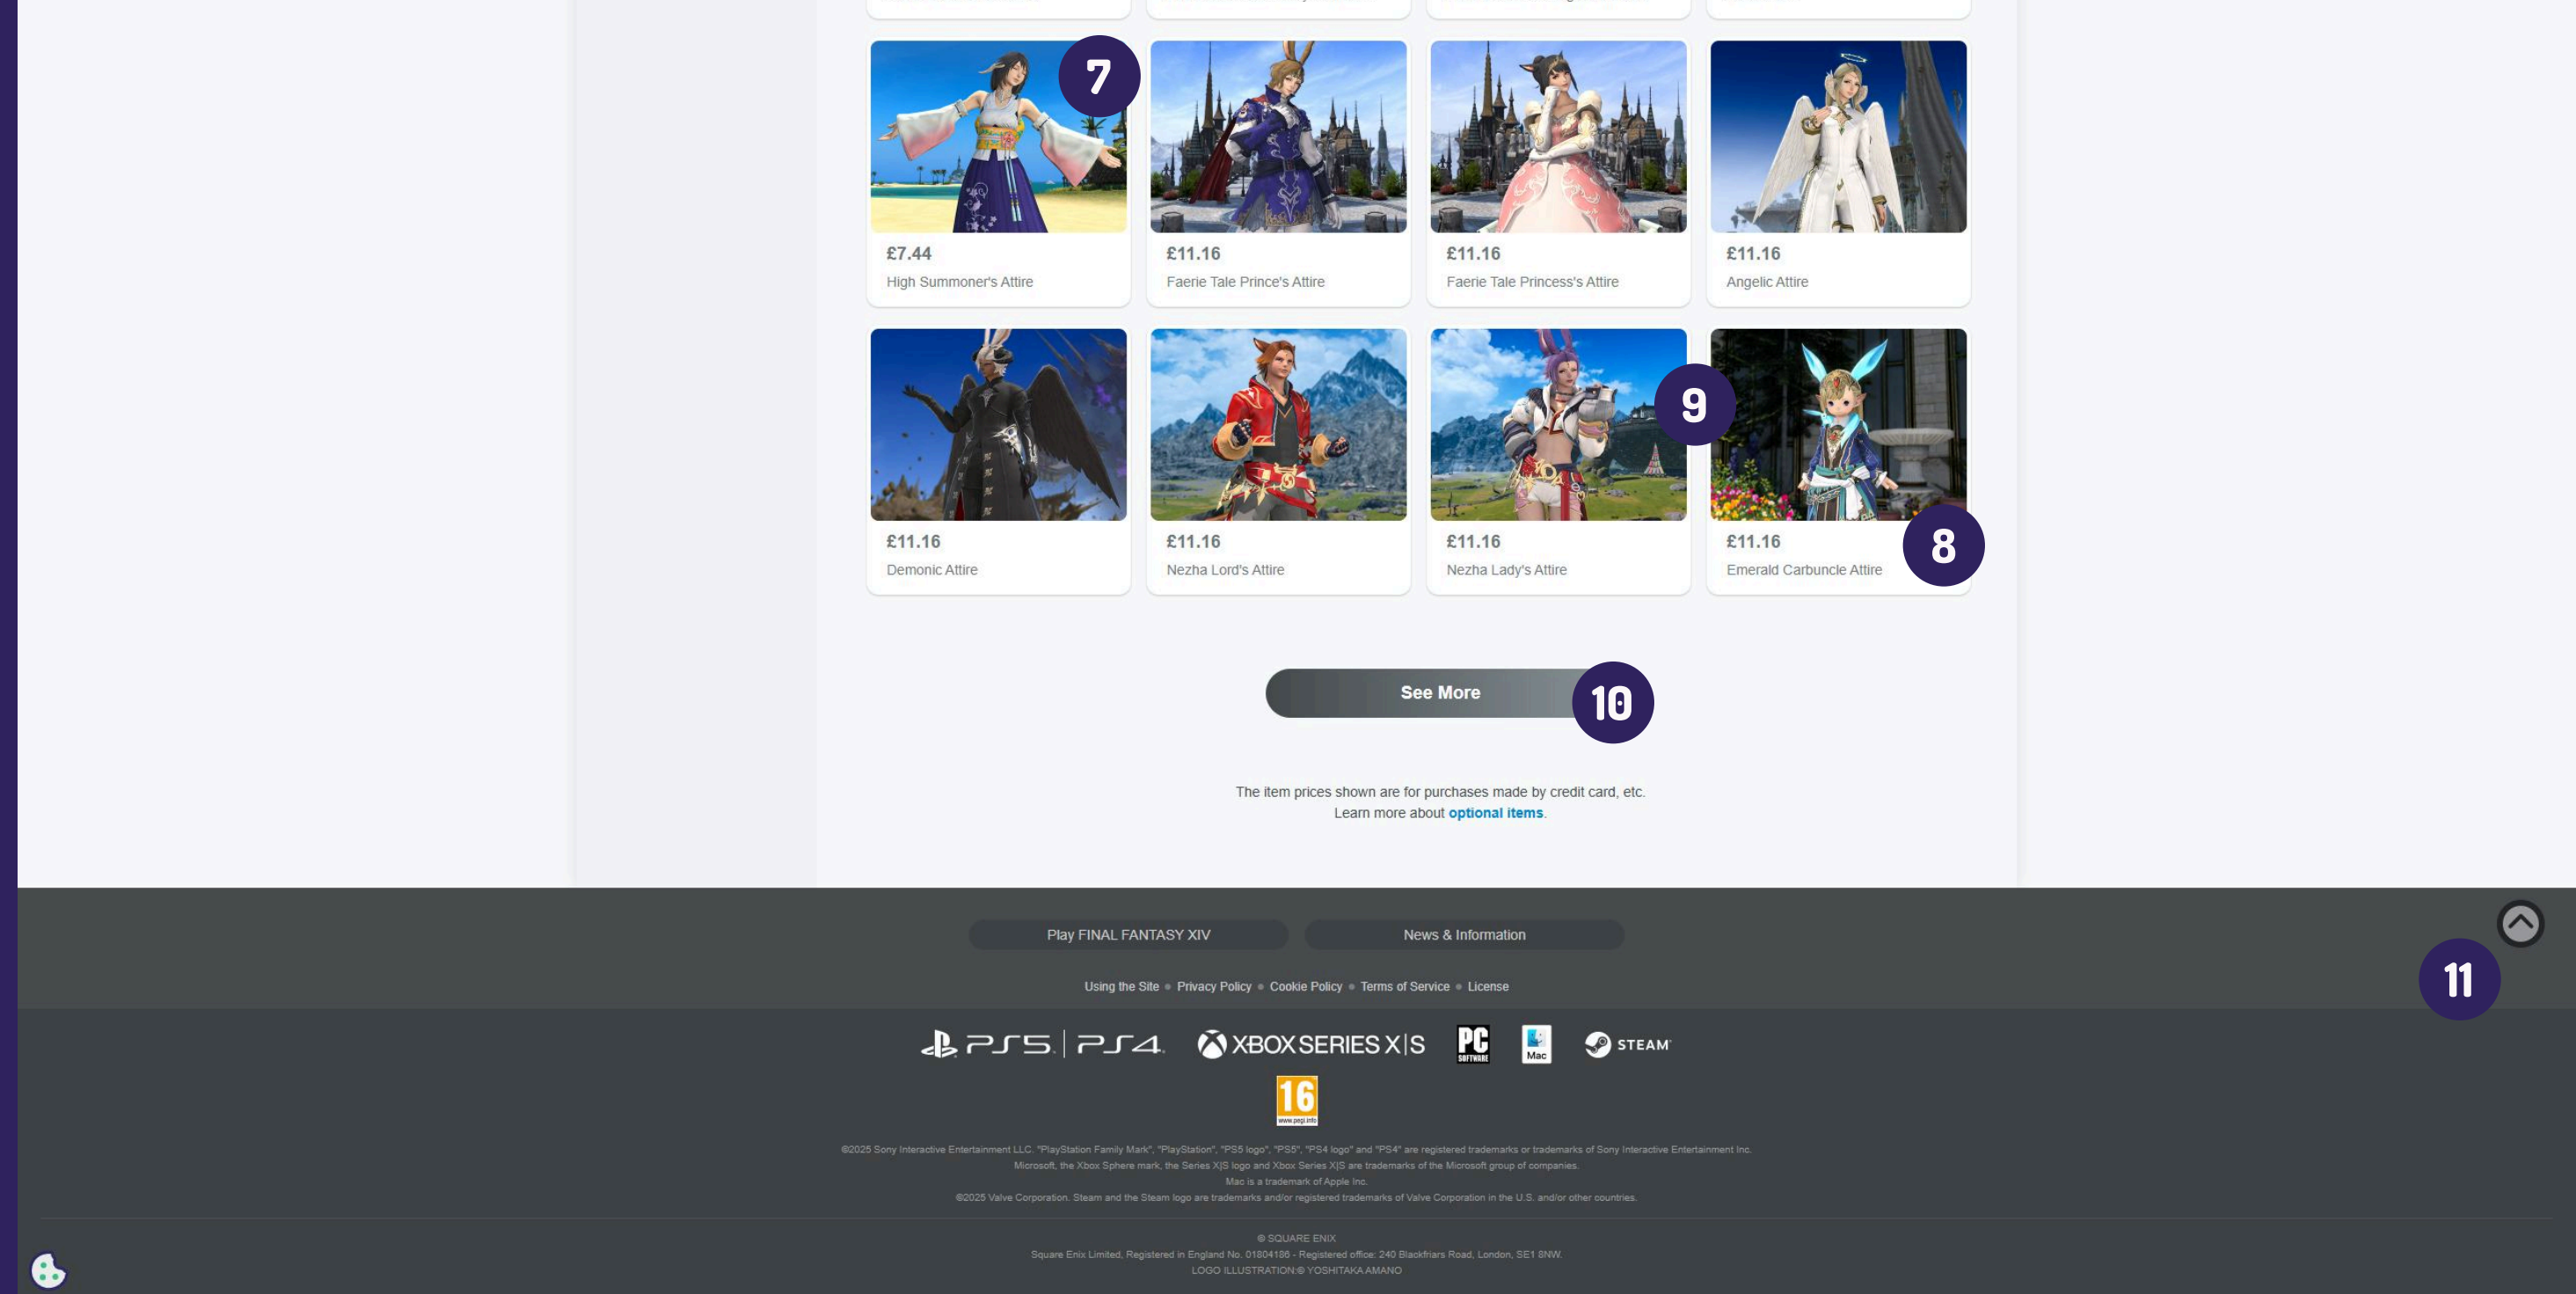 7
£7.44
High Summoner's Attire
£11.16
Faerie Tale Prince's Attire
£11.16
Faerie Tale Princess's Attire
£11.16
Angelic Attire
9
8
£11.16
Demonic Attire
£11.16
Nezha Lord's Attire
£11.16
Nezha Lady's Attire
£11.16
Emerald Carbuncle Attire
See More
10
The item prices shown are for purchases made by credit card, etc.
Learn more about optional items.
Play FINAL FANTASY XIV
News & Information
11
Using the Site • Privacy Policy • Cookie Policy • Terms of Service • License
PS5 | PS4
XBOX SERIES X|S
PC SOFTWARE
Mac
STEAM
16
www.pegi.info
©2025 Sony Interactive Entertainment LLC. "PlayStation Family Mark", "PlayStation", "PS5 logo", "PS5", "PS4 logo" and "PS4" are registered trademarks or trademarks of Sony Interactive Entertainment Inc.
Microsoft, the Xbox Sphere mark, the Series X|S logo and Xbox Series X|S are trademarks of the Microsoft group of companies.
Mac is a trademark of Apple Inc.
©2025 Valve Corporation. Steam and the Steam logo are trademarks and/or registered trademarks of Valve Corporation in the U.S. and/or other countries.
© SQUARE ENIX
Square Enix Limited, Registered in England No. 01804186 - Registered office: 240 Blackfriars Road, London, SE1 8NW.
LOGO ILLUSTRATION:© YOSHITAKA AMANO